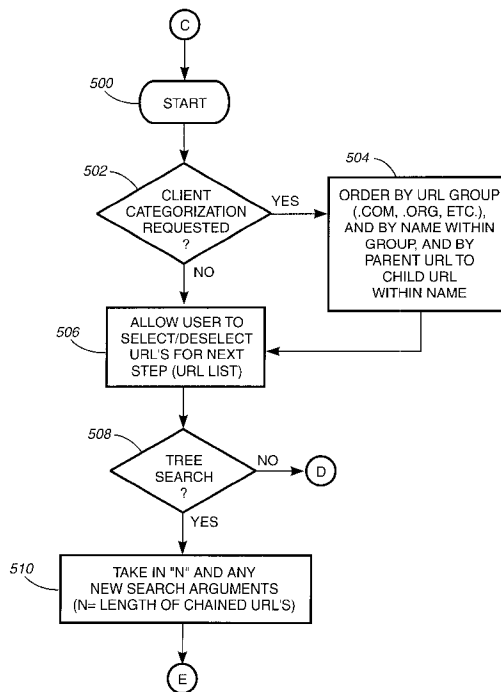 C
500
START
502
CLIENT
CATEGORIZATION
REQUESTED
?
YES
504
ORDER BY URL GROUP
(.COM, .ORG, ETC.),
AND BY NAME WITHIN
GROUP, AND BY
PARENT URL TO
CHILD URL
WITHIN NAME
NO
506
ALLOW USER TO
SELECT/DESELECT
URL'S FOR NEXT
STEP (URL LIST)
508
TREE
SEARCH
?
NO
D
YES
510
TAKE IN "N" AND ANY
NEW SEARCH ARGUMENTS
(N= LENGTH OF CHAINED URL'S)
E